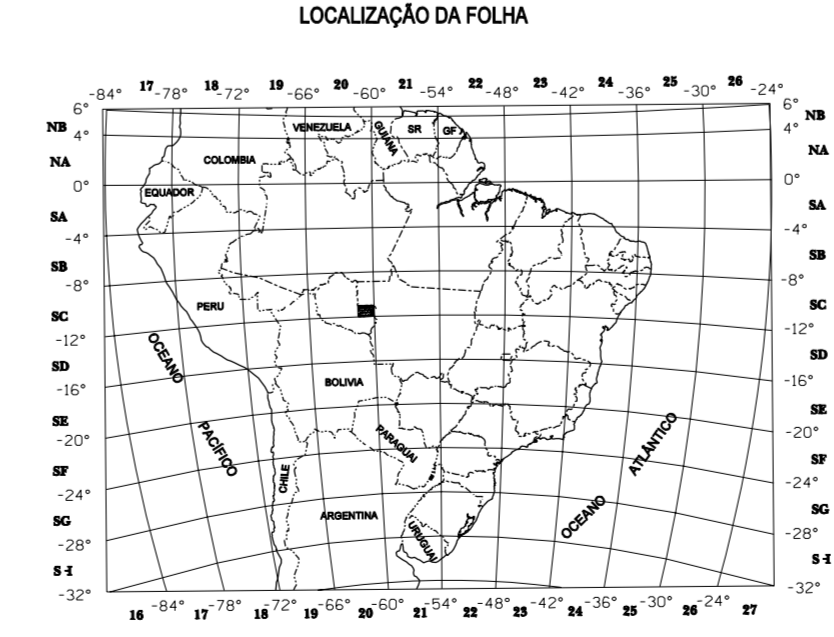 LOCALIZAÇÃO DA FOLHA
17 18 19 20 21 22 23 24 25 26
-84° -78° -72° -66° -60° -54° -48° -42° -36° -30° -24°
6° 6°
NB VENEZUELA GUIANA SR GF NB
4° 4°
NA COLOMBIA NA
0° 0°
EQUADOR
SA SA
-4° -4°
SB SB
-8° -8°
PERU
SC SC
-12° -12°
OCEANO
SD SD
BOLIVIA
-16° -16°
SE SE
-20° PACÍFICO PARAGUAI ATLÂNTICO -20°
SF SF
CHILE
-24° -24°
ARGENTINA OCEANO
SG SG
-28° URUGUAI -28°
S-I S-I
-32° -32°
-84° -78° -72° -66° -60° -54° -48° -42° -36° -30° -24°
16 17 18 19 20 21 22 23 24 25 26 27